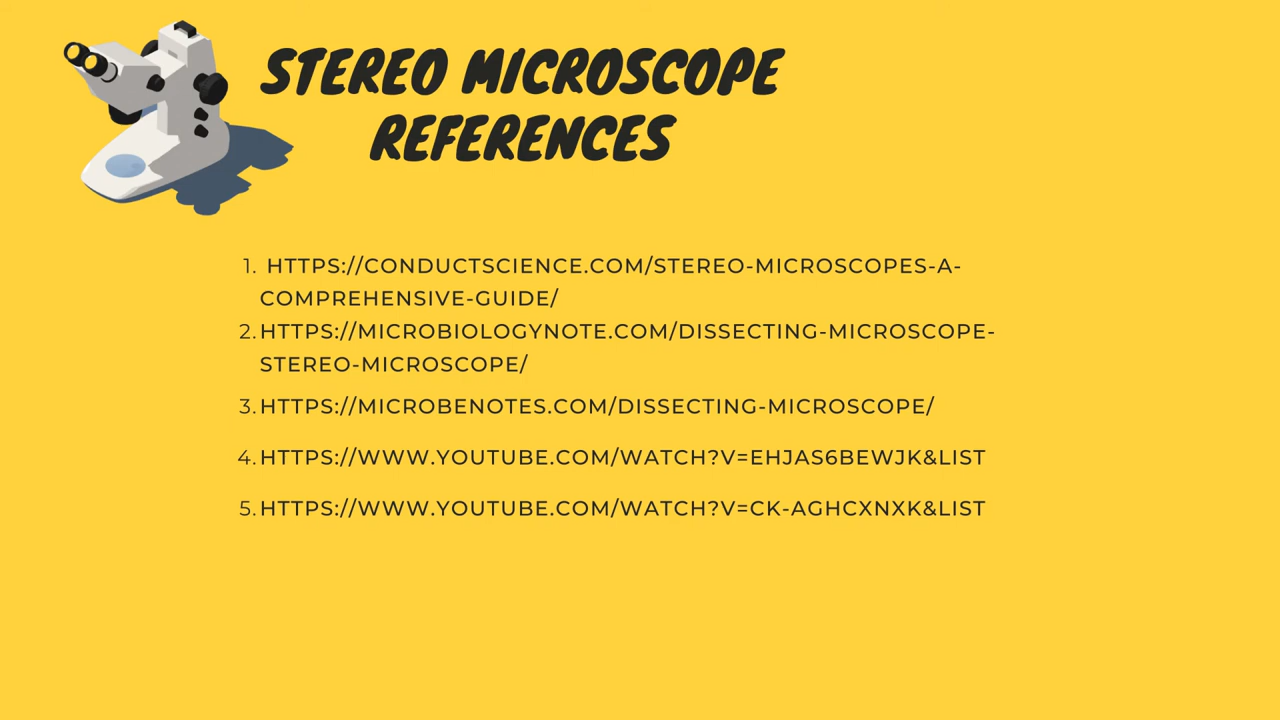 STEREO MICROSCOPE
REFERENCES
1. HTTPS://CONDUCTSCIENCE.COM/STEREO-MICROSCOPES-A-
COMPREHENSIVE-GUIDE/
2. HTTPS://MICROBIOLOGYNOTE.COM/DISSECTING-MICROSCOPE-
STEREO-MICROSCOPE/
3. HTTPS://MICROBENOTES.COM/DISSECTING-MICROSCOPE/
4. HTTPS://WWW.YOUTUBE.COM/WATCH?V=EHJAS6BEWJK&LIST
5. HTTPS://WWW.YOUTUBE.COM/WATCH?V=CK-AGHCXNXK&LIST